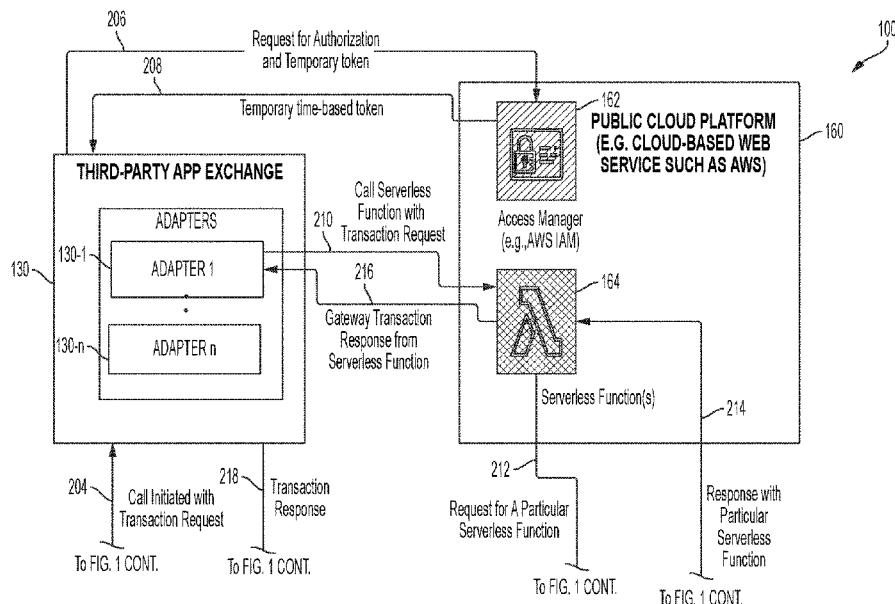 206
Request for Authorization
and Temporary token
208
Temporary time-based token
100
162
PUBLIC CLOUD PLATFORM
(E.G. CLOUD-BASED WEB
SERVICE SUCH AS AWS)
160
THIRD-PARTY APP EXCHANGE
ADAPTERS
130
130-1
ADAPTER 1
130-n
ADAPTER n
Call Serverless
Function with
Transaction Request
210
216
Gateway Transaction
Response from
Serverless Function
Access Manager
(e.g.,AWS IAM)
164
Serverless Function(s)
214
212
204
Call Initiated with
Transaction Request
218
Transaction
Response
Request for A Particular
Serverless Function
Response with
Particular
Serverless
Function
To FIG. 1 CONT.
To FIG. 1 CONT.
To FIG. 1 CONT.
To FIG. 1 CONT.